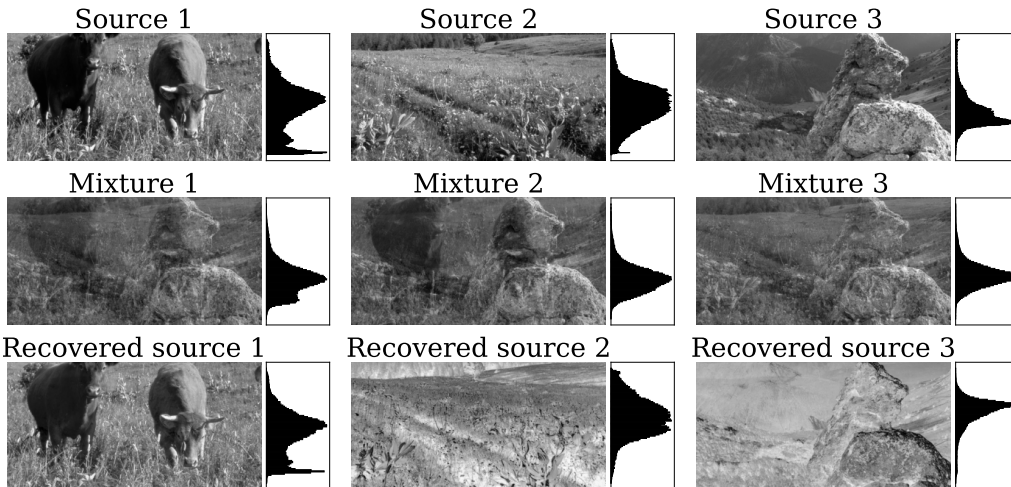 Source 1
Source 2
Source 3
Mixture 1
Mixture 2
Mixture 3
Recovered source 1
Recovered source 2
Recovered source 3